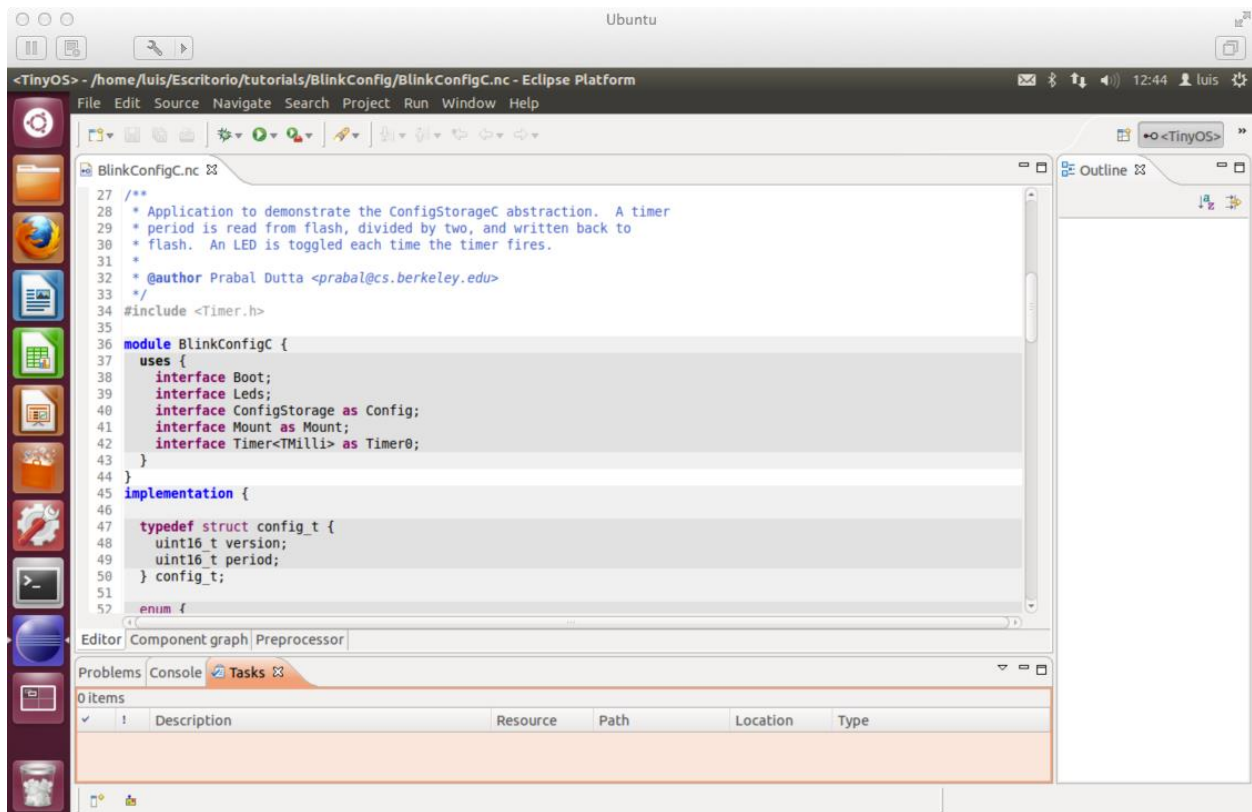 Ubuntu
<TinyOS> - /home/luis/Escritorio/tutorials/BlinkConfig/BlinkConfigC.nc - Eclipse Platform
12:44 luis
File Edit Source Navigate Search Project Run Window Help
<TinyOS> »
BlinkConfigC.nc
Outline
27 /**
28  * Application to demonstrate the ConfigStorageC abstraction.  A timer
29  * period is read from flash, divided by two, and written back to
30  * flash.  An LED is toggled each time the timer fires.
31  *
32  * @author Prabal Dutta <prabal@cs.berkeley.edu>
33  */
34 #include <Timer.h>
35
36 module BlinkConfigC {
37   uses {
38     interface Boot;
39     interface Leds;
40     interface ConfigStorage as Config;
41     interface Mount as Mount;
42     interface Timer<TMilli> as Timer0;
43   }
44 }
45 implementation {
46
47   typedef struct config_t {
48     uint16_t version;
49     uint16_t period;
50   } config_t;
51
52   enum {
Editor Component graph Preprocessor
Problems Console Tasks
0 items
! Description Resource Path Location Type